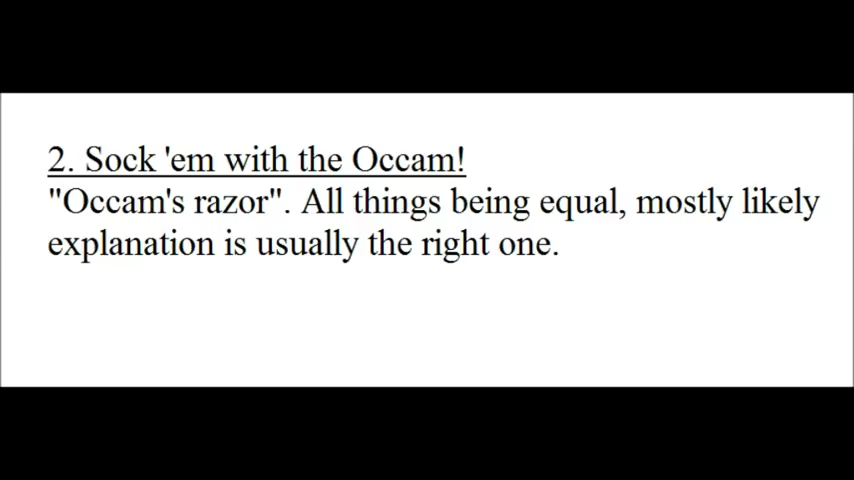 2. Sock 'em with the Occam!
"Occam's razor". All things being equal, mostly likely
explanation is usually the right one.